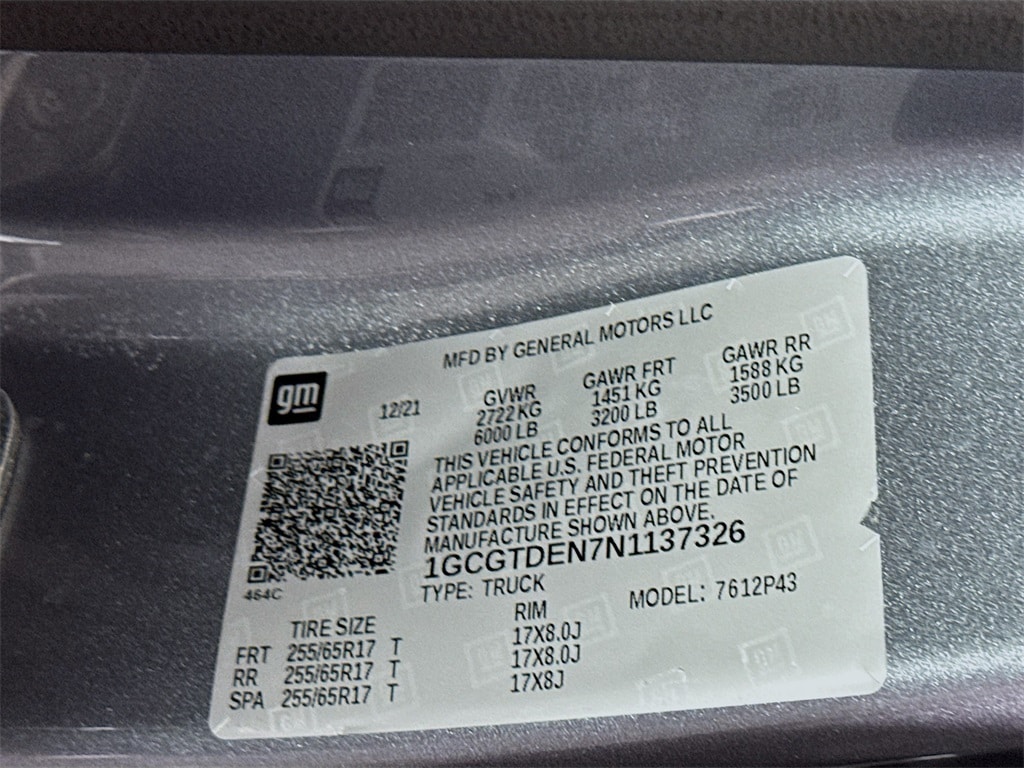 MFD BY GENERAL MOTORS LLC
gm
12/21
GVWR GAWR FRT GAWR RR
2722KG 1451 KG 1588 KG
6000 LB 3200 LB 3500 LB
THIS VEHICLE CONFORMS TO ALL
APPLICABLE U.S. FEDERAL MOTOR
VEHICLE SAFETY AND THEFT PREVENTION
STANDARDS IN EFFECT ON THE DATE OF
MANUFACTURE SHOWN ABOVE.
1GCGTDEN7N1137326
464C
TYPE: TRUCK MODEL: 7612P43
TIRE SIZE RIM
FRT 255/65R17 T 17X8.0J
RR 255/65R17 T 17X8.0J
SPA 255/65R17 T 17X8J